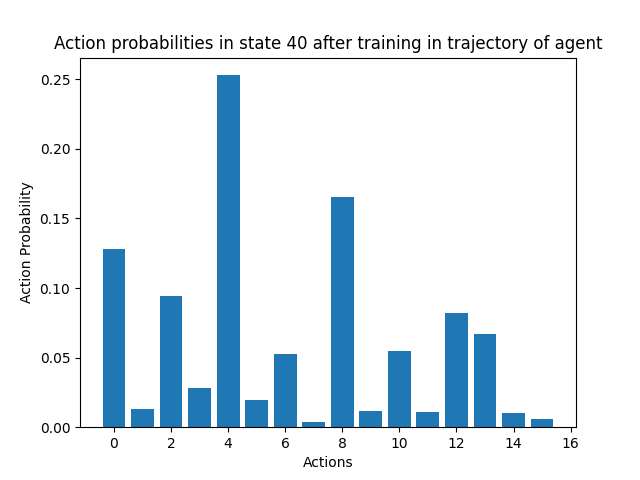 Action probabilities in state 40 after training in trajectory of agent
0.25
0.20
0.15
0.10
0.05
0.00
Action Probability
0 2 4 6 8 10 12 14 16
Actions